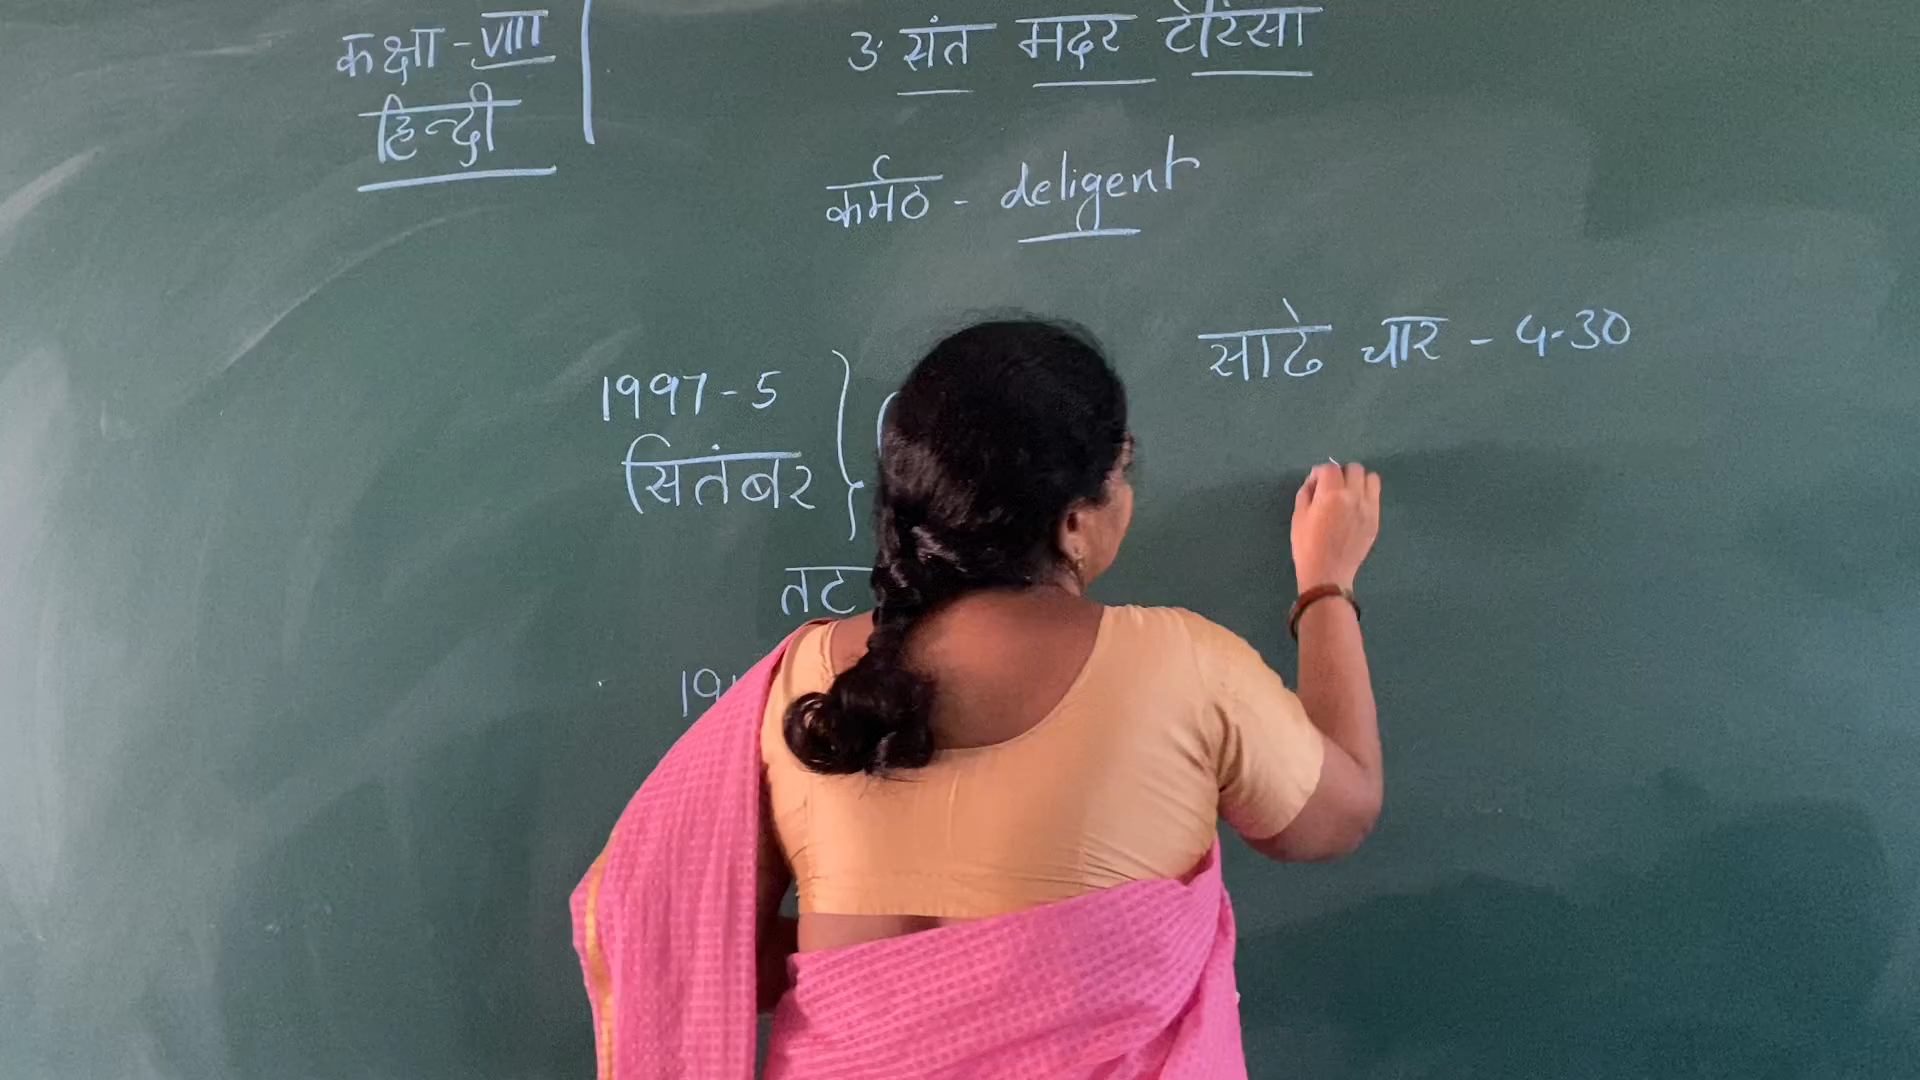 कक्षा - VIII
हिन्दी
3. संत मदर टेरेसा
कर्मठ - deligent
साढे चार - 4.30
1997 - 5
सितंबर
तट